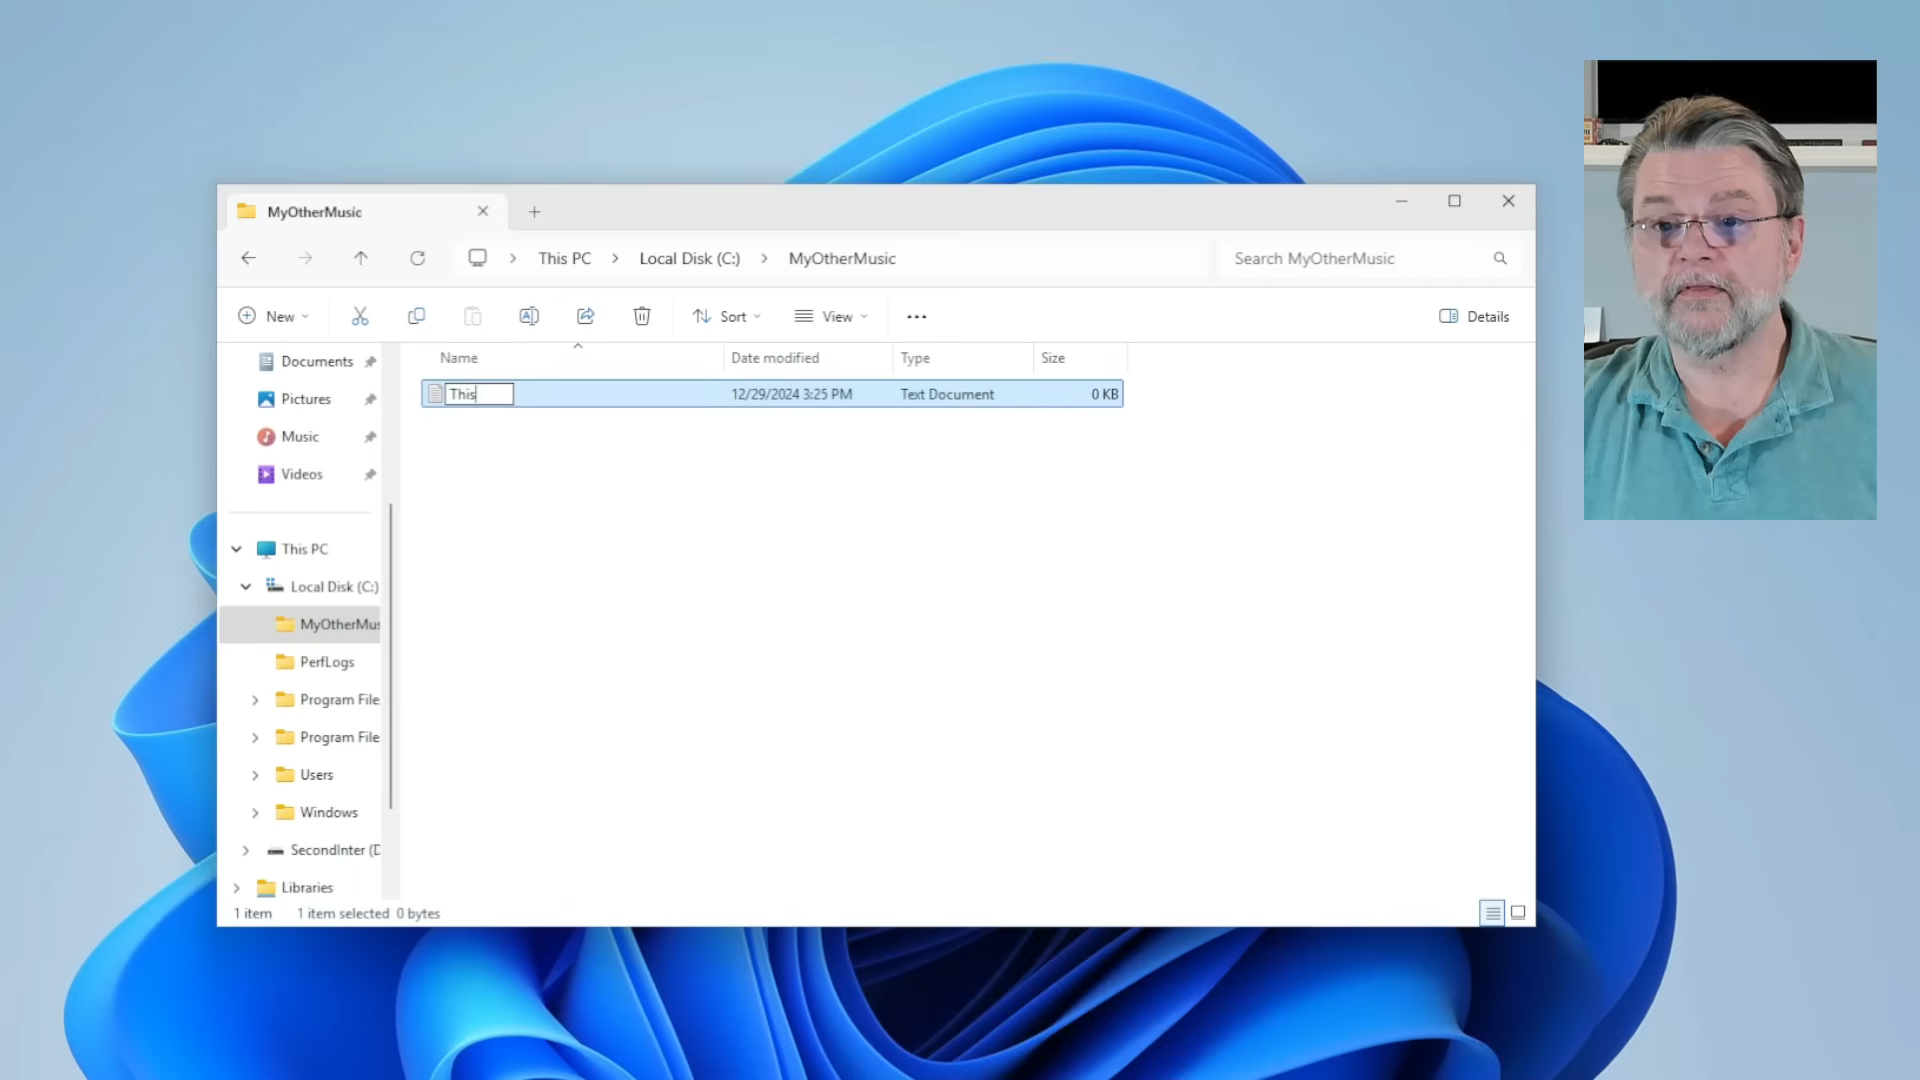 MyOtherMusic
This PC
Local Disk (C:)
MyOtherMusic
Search MyOtherMusic
New
Sort
View
Details
Documents
Pictures
Music
Videos
This PC
Local Disk (C:)
MyOtherMus
PerfLogs
Program File
Program File
Users
Windows
SecondInter (D
Libraries
Name
Date modified
Type
Size
This
12/29/2024 3:25 PM
Text Document
0 KB
1 item
1 item selected 0 bytes